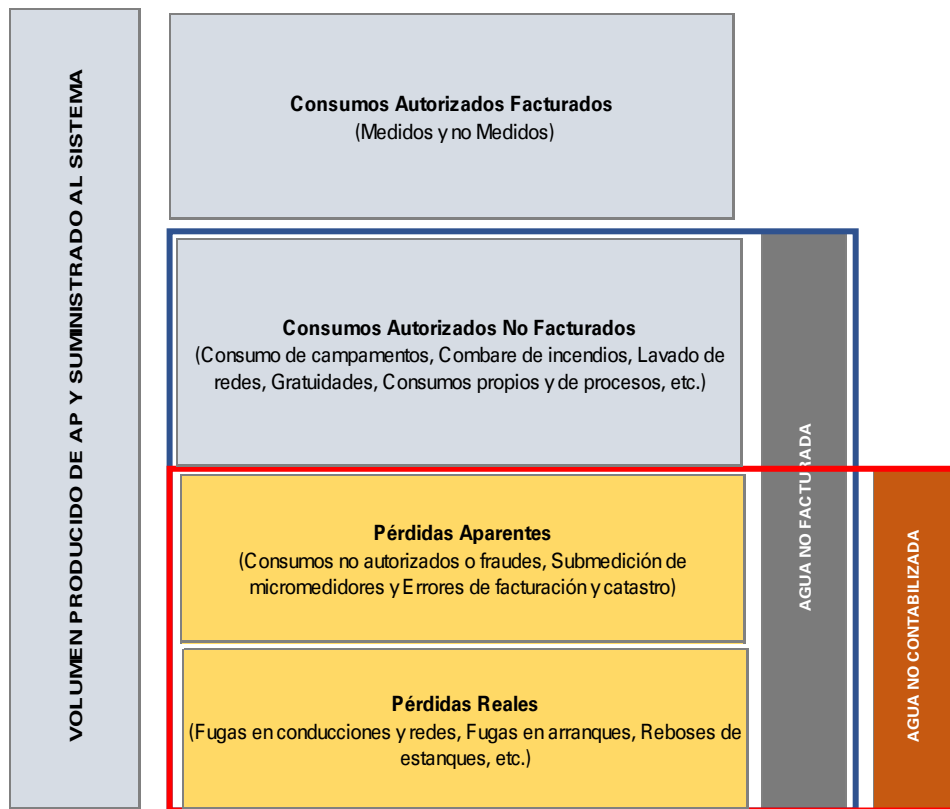 VOLUMEN PRODUCIDO DE AP Y SUMINISTRADO AL SISTEMA
Consumos Autorizados Facturados
(Medidos y no Medidos)
Consumos Autorizados No Facturados
(Consumo de campamentos, Combare de incendios, Lavado de
redes, Gratuidades, Consumos propios y de procesos, etc.)
Pérdidas Aparentes
(Consumos no autorizados o fraudes, Submedición de
micromedidores y Errores de facturación y catastro)
Pérdidas Reales
(Fugas en conducciones y redes, Fugas en arranques, Reboses de
estanques, etc.)
AGUA NO FACTURADA
AGUA NO CONTABILIZADA